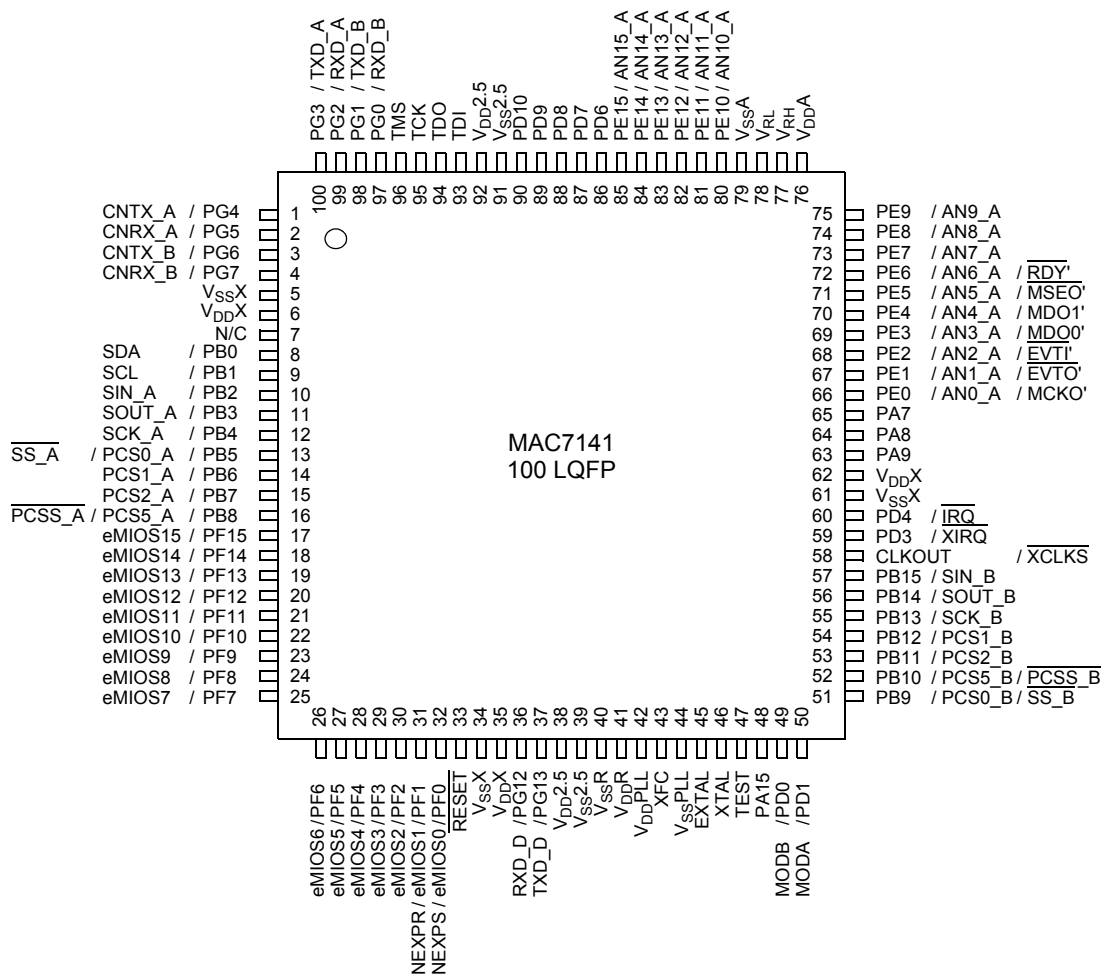 PG3 / TXD_A
PG2 / RXD_A
PG1 / TXD_B
PG0 / RXD_B
TMS
TCK
TDO
TDI
VDD2.5
VSS2.5
PD10
PD9
PD8
PD7
PD6
PE15 / AN15_A
PE14 / AN14_A
PE13 / AN13_A
PE12 / AN12_A
PE11 / AN11_A
PE10 / AN10_A
VSSA
VRL
VRH
VDDA
100
99
98
97
96
95
94
93
92
91
90
89
88
87
86
85
84
83
82
81
80
79
78
77
76
CNTX_A / PG4 1
CNRX_A / PG5 2
CNTX_B / PG6 3
CNRX_B / PG7 4
VSSX 5
VDDX 6
N/C 7
SDA / PB0 8
SCL / PB1 9
SIN_A / PB2 10
SOUT_A / PB3 11
SCK_A / PB4 12
SS_A / PCS0_A / PB5 13
PCS1_A / PB6 14
PCS2_A / PB7 15
PCSS_A / PCS5_A / PB8 16
eMIOS15 / PF15 17
eMIOS14 / PF14 18
eMIOS13 / PF13 19
eMIOS12 / PF12 20
eMIOS11 / PF11 21
eMIOS10 / PF10 22
eMIOS9 / PF9 23
eMIOS8 / PF8 24
eMIOS7 / PF7 25
MAC7141
100 LQFP
75 PE9 / AN9_A
74 PE8 / AN8_A
73 PE7 / AN7_A
72 PE6 / AN6_A / RDY'
71 PE5 / AN5_A / MSEO'
70 PE4 / AN4_A / MDO1'
69 PE3 / AN3_A / MDO0'
68 PE2 / AN2_A / EVTI'
67 PE1 / AN1_A / EVTO'
66 PE0 / AN0_A / MCKO'
65 PA7
64 PA8
63 PA9
62 VDDX
61 VSSX
60 PD4 / IRQ
59 PD3 / XIRQ
58 CLKOUT / XCLKS
57 PB15 / SIN_B
56 PB14 / SOUT_B
55 PB13 / SCK_B
54 PB12 / PCS1_B
53 PB11 / PCS2_B
52 PB10 / PCS5_B / PCSS_B
51 PB9 / PCS0_B / SS_B
26
27
28
29
30
31
32
33
34
35
36
37
38
39
40
41
42
43
44
45
46
47
48
49
50
eMIOS6 / PF6
eMIOS5 / PF5
eMIOS4 / PF4
eMIOS3 / PF3
eMIOS2 / PF2
NEXPR / eMIOS1 / PF1
NEXPS / eMIOS0 / PF0
RESET
VSSX
VDDX
RXD_D / PG12
TXD_D / PG13
VDD2.5
VSS2.5
VSSR
VDDR
VDDPLL
XFC
VSSPLL
EXTAL
XTAL
TEST
PA15
MODB / PD0
MODA / PD1